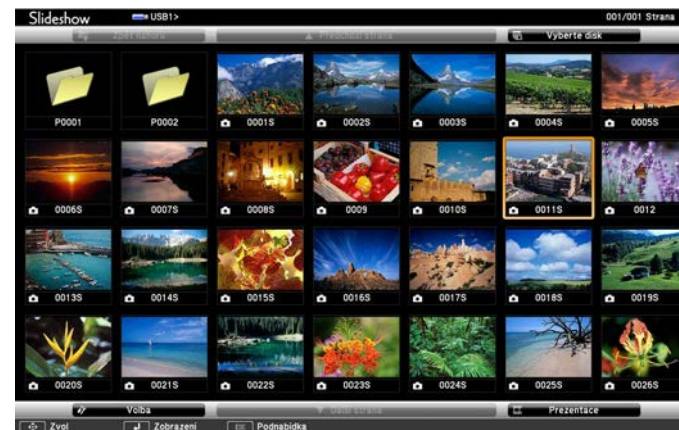 Slideshow USB1> 001/001 Strana
Zpět nahoru Předchozí strana Vyberte disk
P0001 P0002 0001S 0002S 0003S 0004S 0005S
0006S 0007S 0008S 0009 0010S 0011S 0012
0013S 0014S 0015S 0016S 0017S 0018S 0019S
0020S 0021S 0022S 0023S 0024S 0025S 0026S
Volba Další strana Prezentace
Zvol Zobrazení Esc Podnabídka